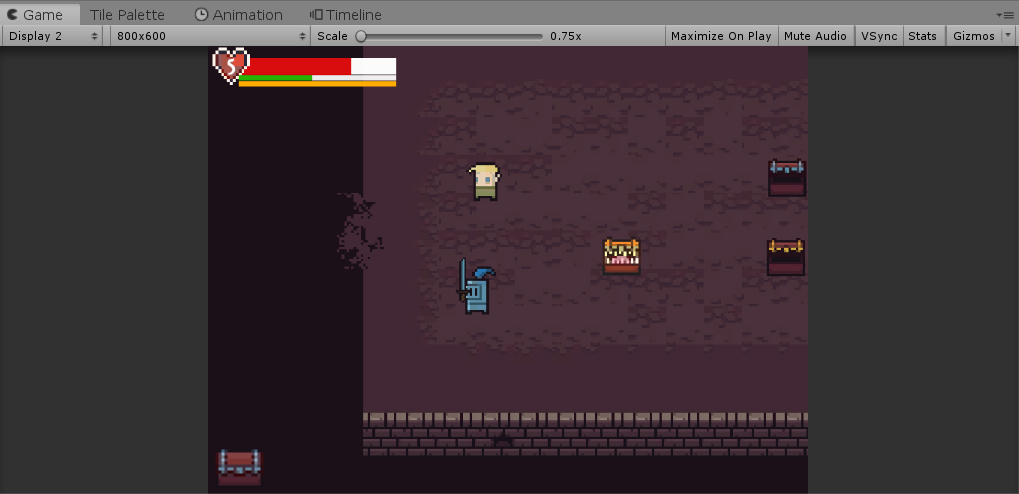 Game Tile Palette Animation Timeline
Display 2 800x600 Scale 0.75x Maximize On Play Mute Audio VSync Stats Gizmos
5